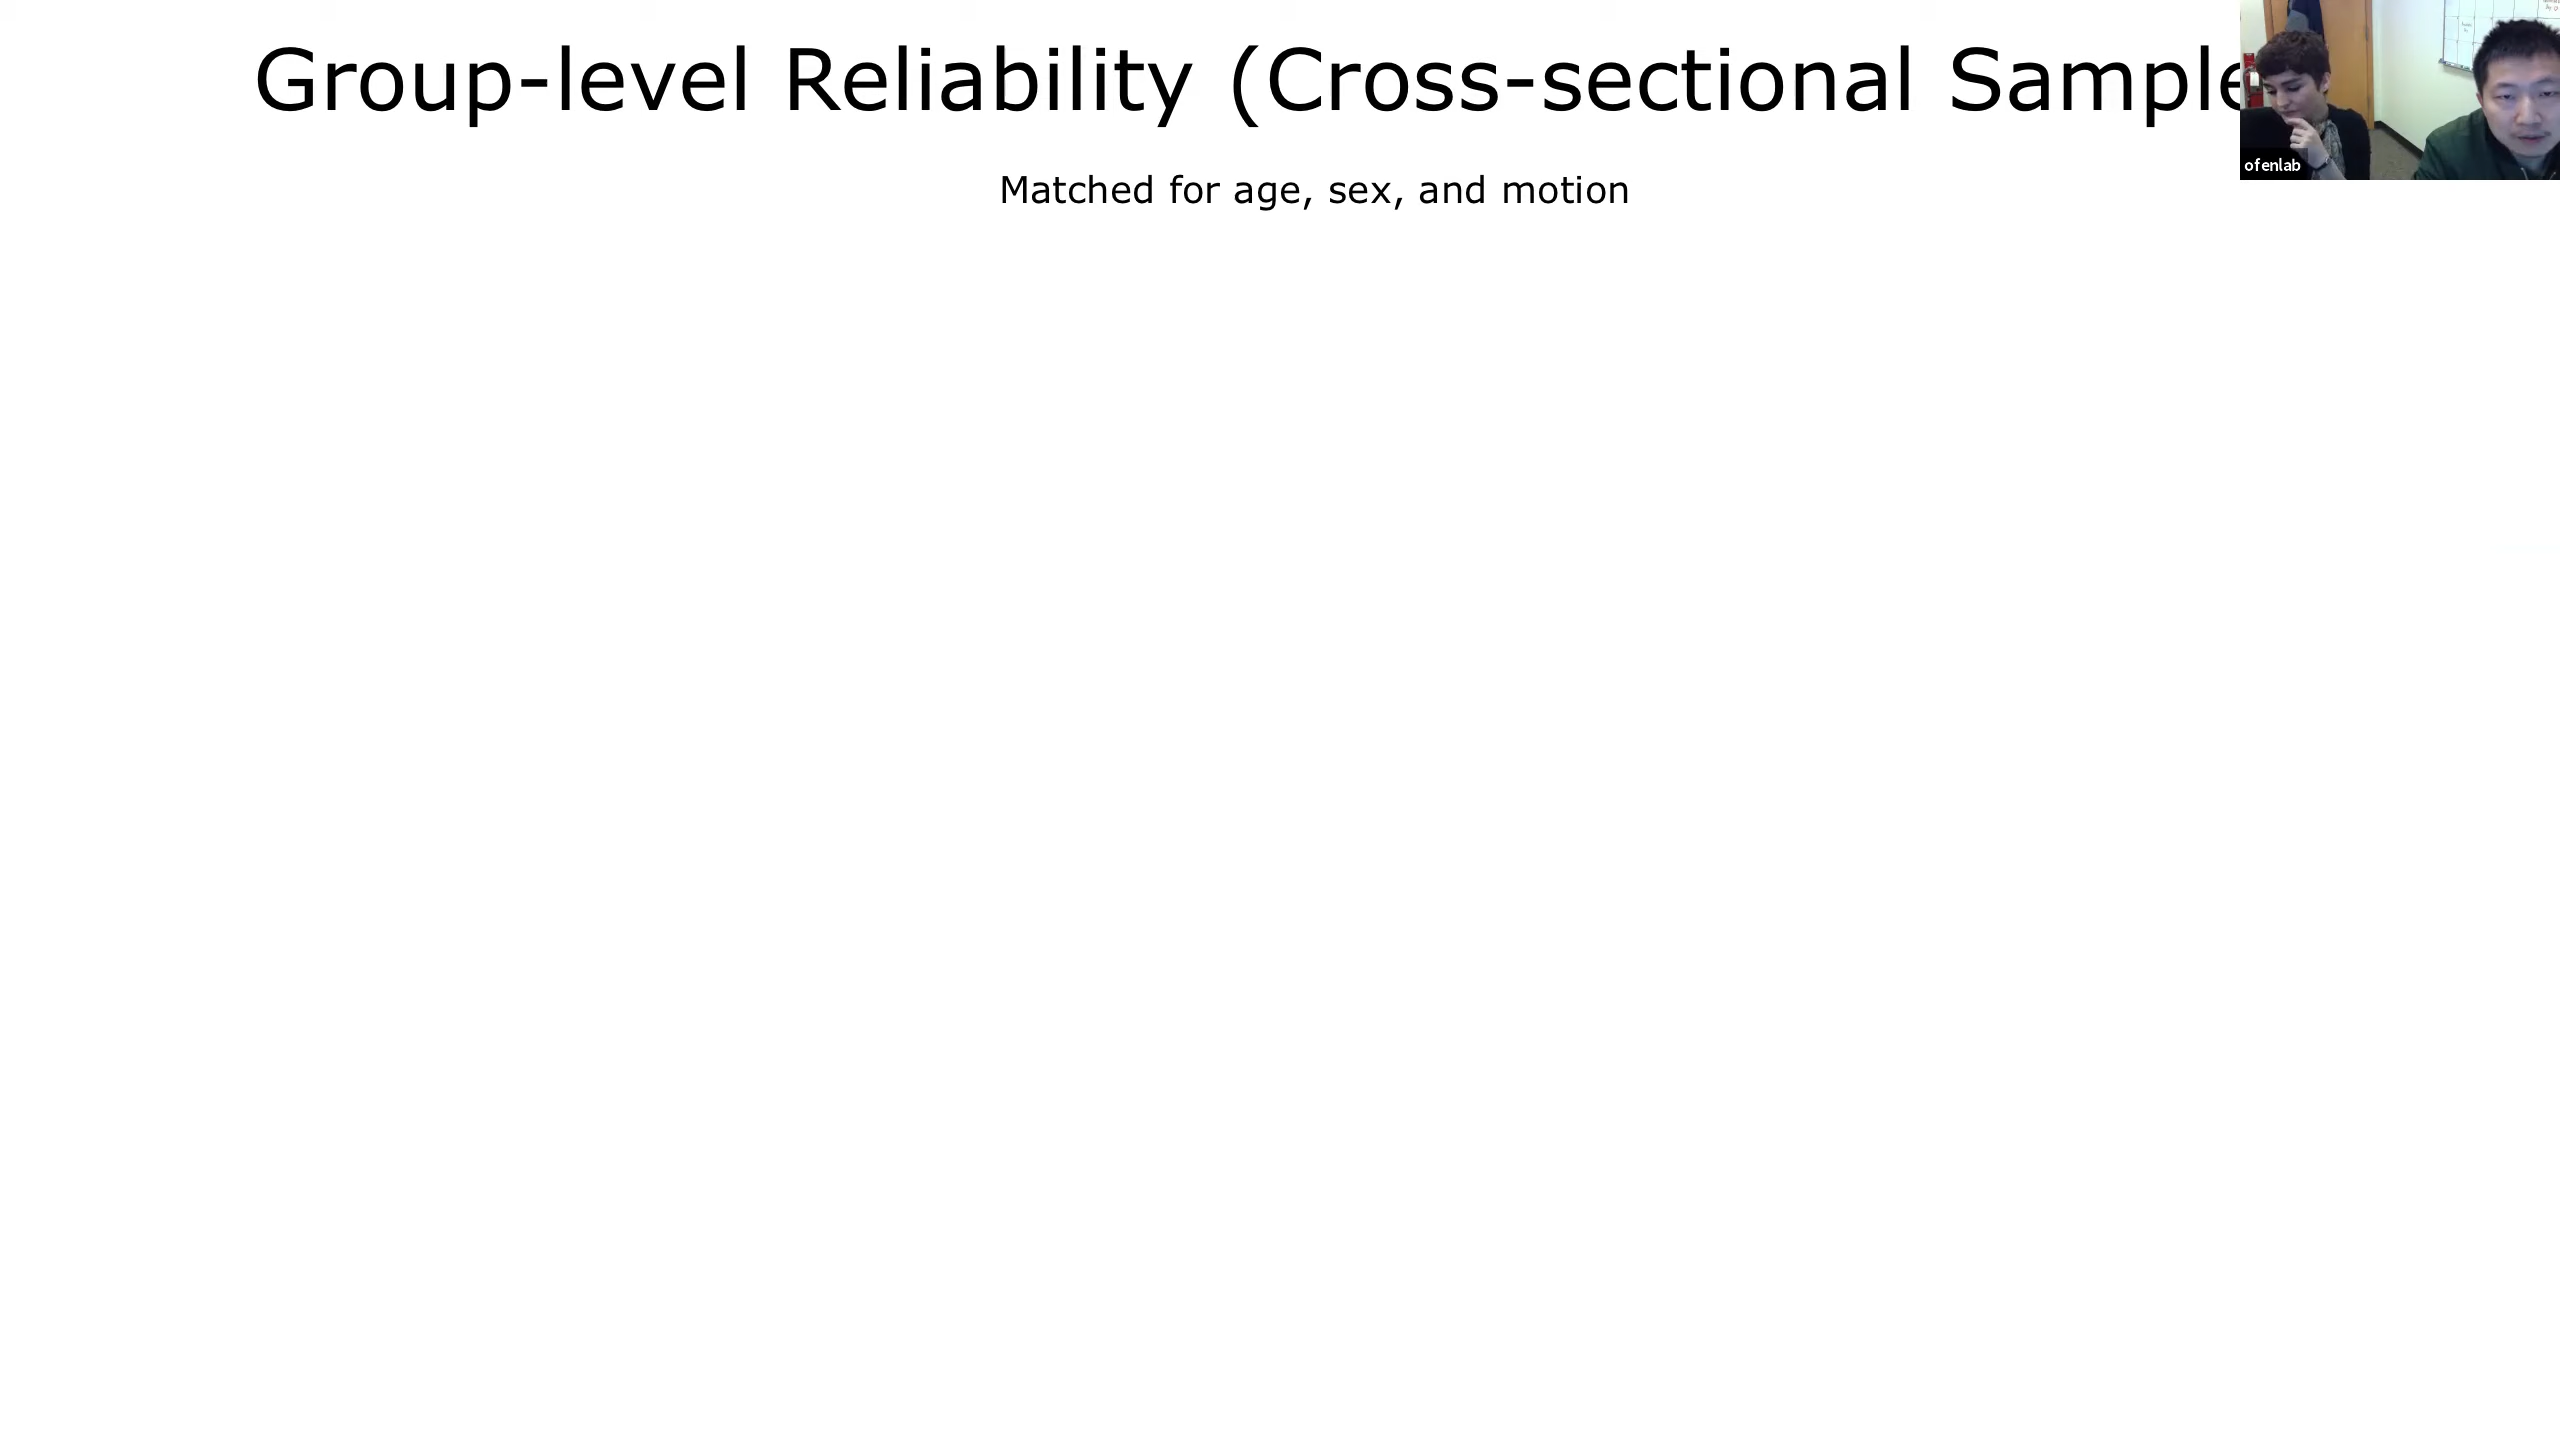 Group-level Reliability (Cross-sectional Sample
Matched for age, sex, and motion
ofenlab